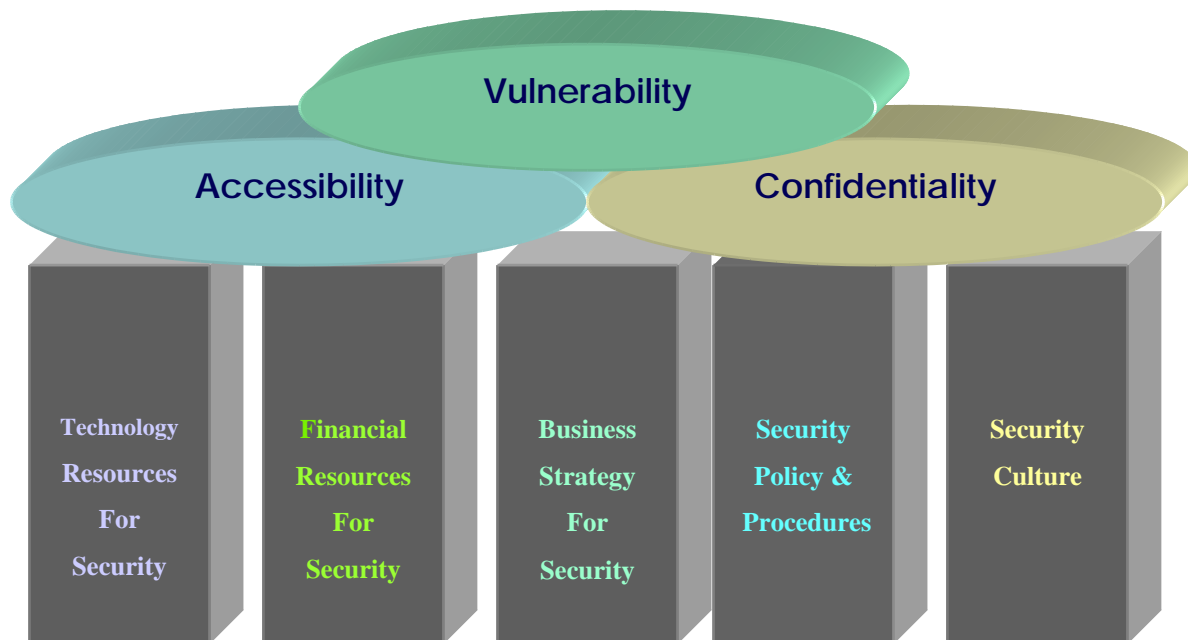 Vulnerability
Accessibility
Confidentiality
Technology
Resources
For
Security
Financial
Resources
For
Security
Business
Strategy
For
Security
Security
Policy &
Procedures
Security
Culture